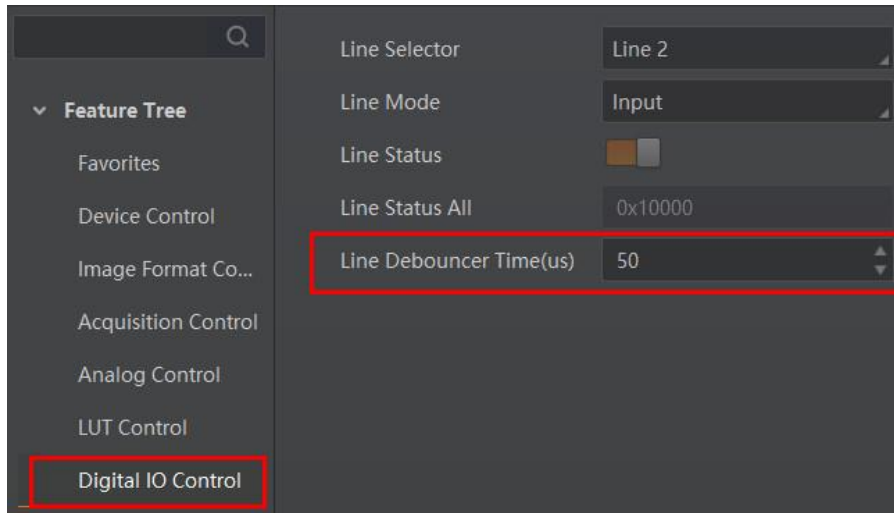 Feature Tree
Favorites
Device Control
Image Format Co...
Acquisition Control
Analog Control
LUT Control
Digital IO Control
Line Selector Line 2
Line Mode Input
Line Status
Line Status All 0x10000
Line Debouncer Time(us) 50